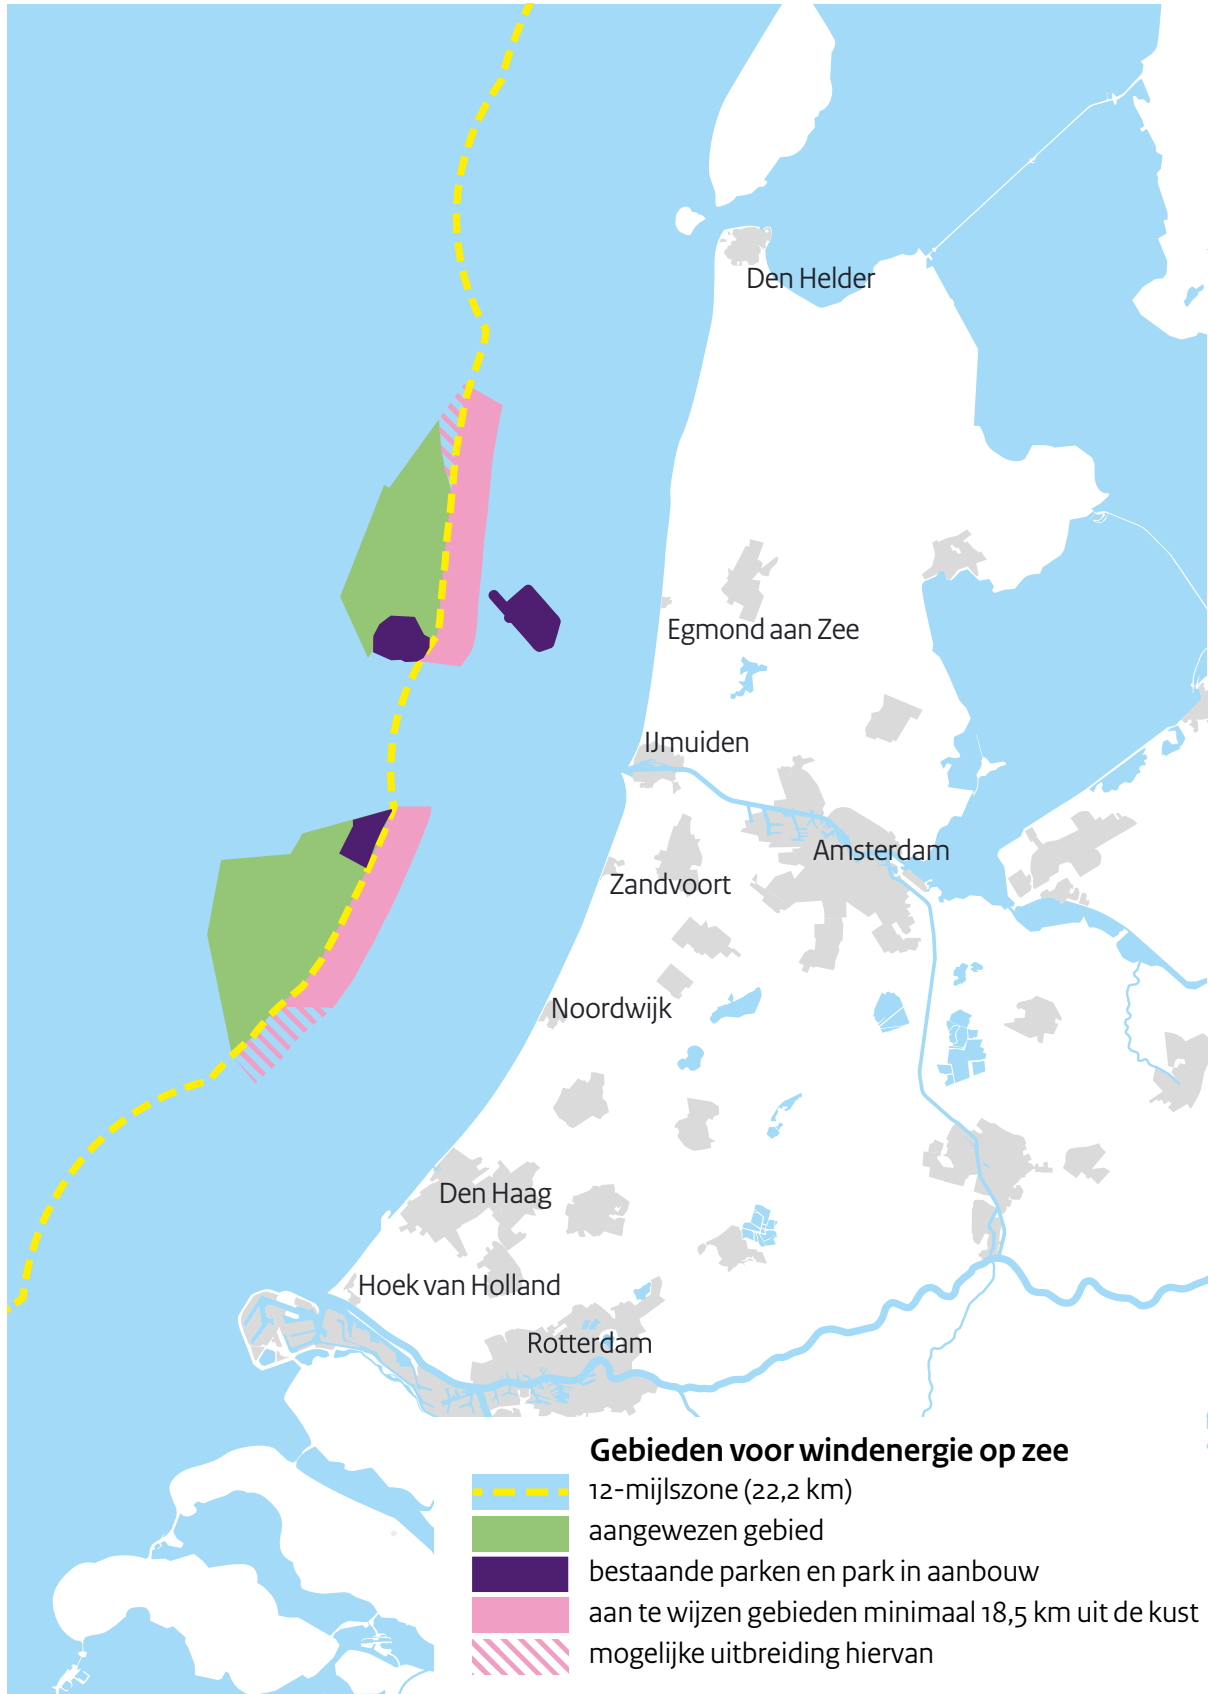 Den Helder
Egmond aan Zee
IJmuiden
Amsterdam
Zandvoort
Noordwijk
Den Haag
Hoek van Holland
Rotterdam
Gebieden voor windenergie op zee
12-mijlszone (22,2 km)
aangewezen gebied
bestaande parken en park in aanbouw
aan te wijzen gebieden minimaal 18,5 km uit de kust
mogelijke uitbreiding hiervan